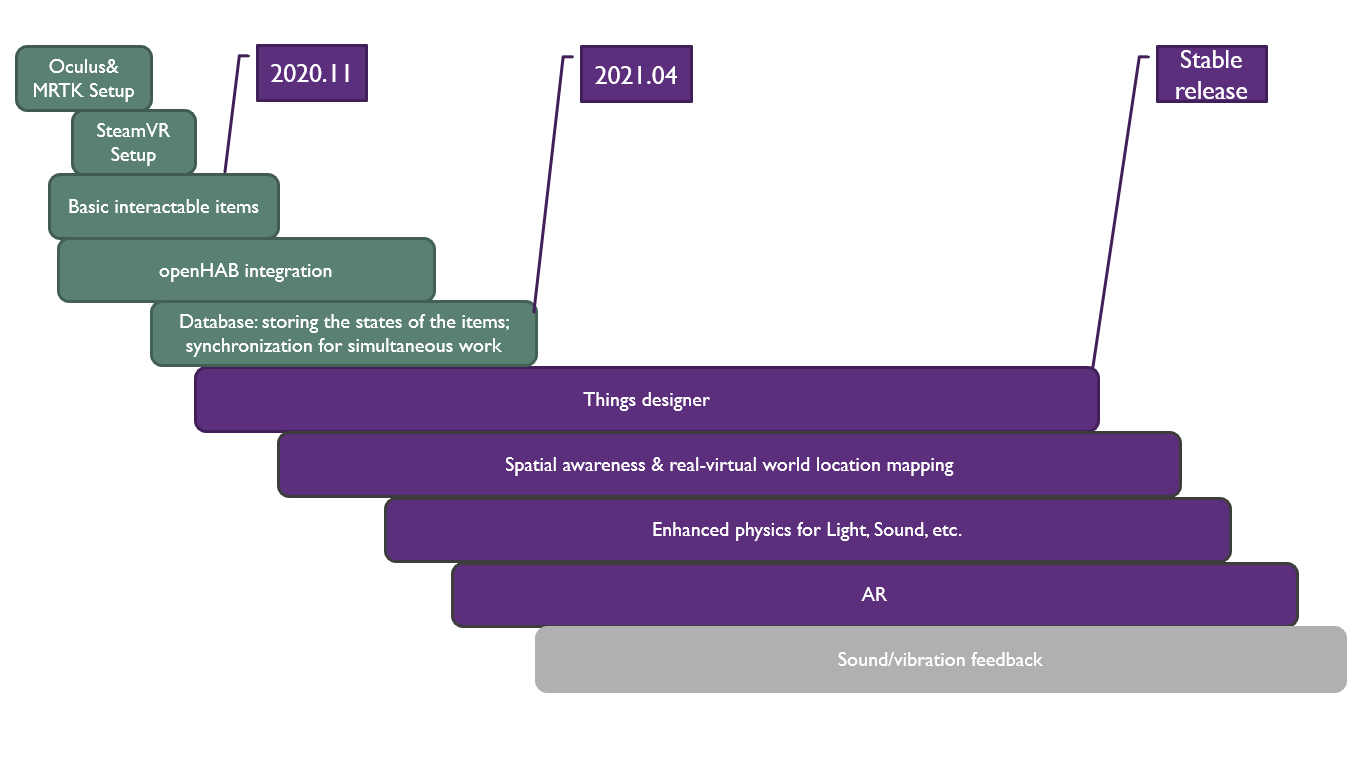 Oculus&
MRTK Setup
2020.11
2021.04
Stable
release
SteamVR
Setup
Basic interactable items
openHAB integration
Database: storing the states of the items;
synchronization for simultaneous work
Things designer
Spatial awareness & real-virtual world location mapping
Enhanced physics for Light, Sound, etc.
AR
Sound/vibration feedback